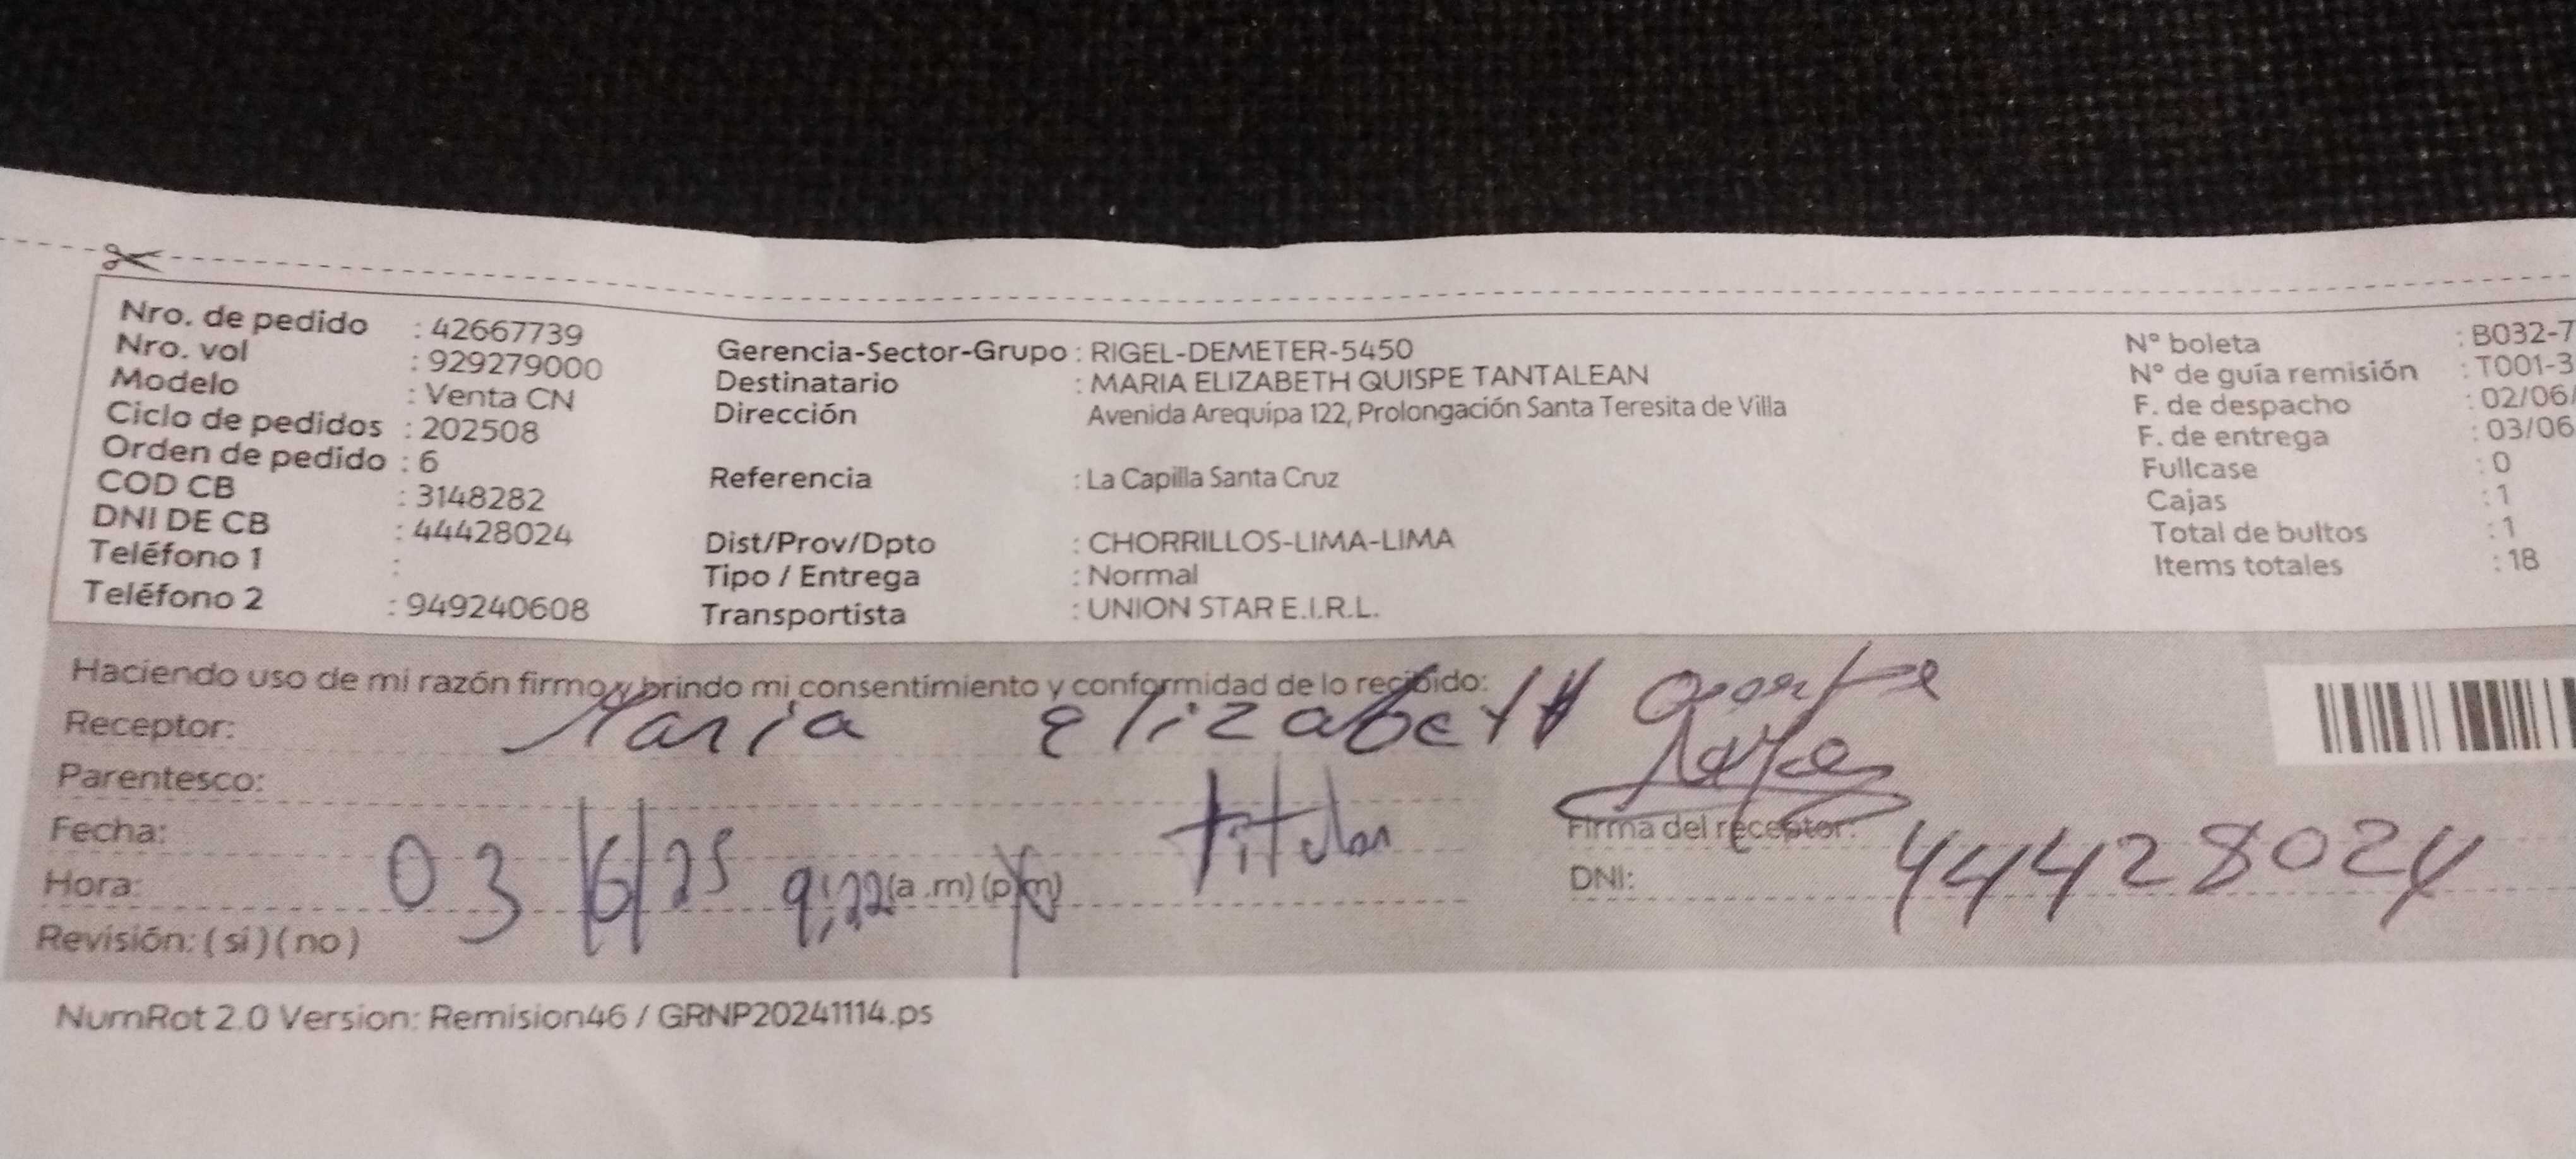 Nro. de pedido : 42667739
Nro. vol : 929279000
Modelo : Venta CN
Ciclo de pedidos : 202508
Orden de pedido : 6
COD CB : 3148282
DNI DE CB : 44428024
Teléfono 1 :
Teléfono 2 : 949240608
Gerencia-Sector-Grupo : RIGEL-DEMETER-5450
Destinatario : MARIA ELIZABETH QUISPE TANTALEAN
Dirección Avenida Arequipa 122, Prolongación Santa Teresita de Villa
Referencia : La Capilla Santa Cruz
Dist/Prov/Dpto : CHORRILLOS-LIMA-LIMA
Tipo / Entrega : Normal
Transportista : UNION STAR E.I.R.L.
N° boleta : B032-7
N° de guía remisión : T001-3
F. de despacho : 02/06/
F. de entrega : 03/06
Fullcase : 0
Cajas : 1
Total de bultos : 1
Items totales : 18
Haciendo uso de mi razón firmo y brindo mi consentimiento y conformidad de lo recibido:
Receptor: Maria elizabeth
Parentesco: titular
Fecha: 03/6/25
Hora: 9:22 (a.m) (p.m)
Revisión: (si) (no)
Firma del receptor:
DNI: 44428024
NumRot 2.0 Version: Remision46 / GRNP20241114.ps